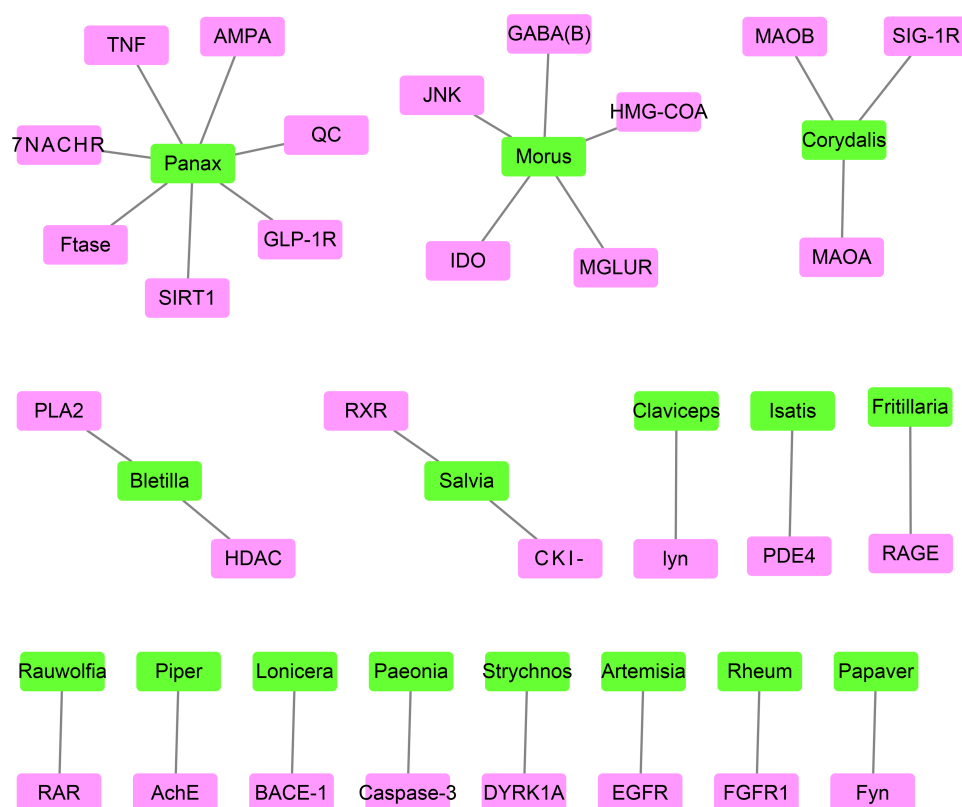 TNF
AMPA
7NACHR
QC
Panax
Ftase
GLP-1R
SIRT1
GABA(B)
JNK
HMG-COA
Morus
IDO
MGLUR
MAOB
SIG-1R
Corydalis
MAOA
PLA2
Bletilla
HDAC
RXR
Salvia
CKI-
Claviceps
lyn
Isatis
PDE4
Fritillaria
RAGE
Rauwolfia
RAR
Piper
AchE
Lonicera
BACE-1
Paeonia
Caspase-3
Strychnos
DYRK1A
Artemisia
EGFR
Rheum
FGFR1
Papaver
Fyn